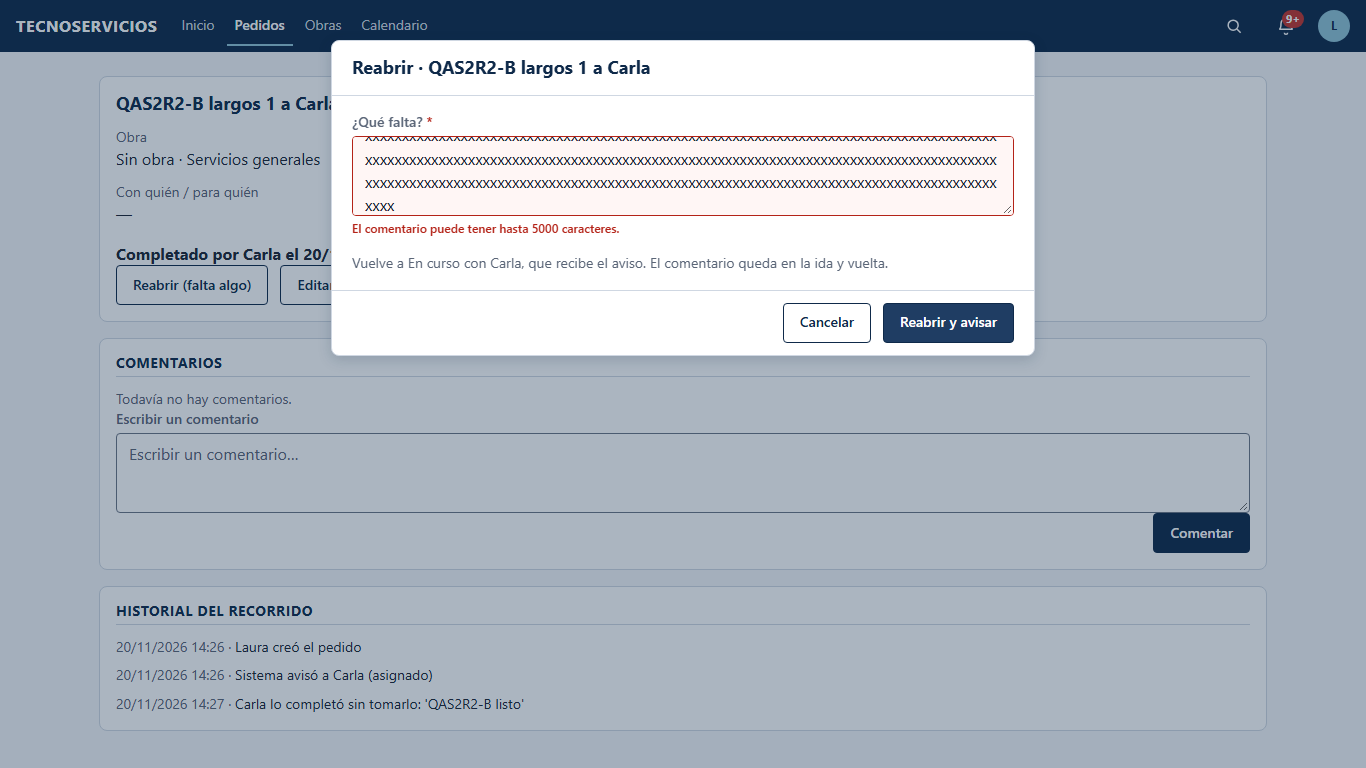 TECNOSERVICIOS Inicio Pedidos Obras Calendario 9+ L
Reabrir · QAS2R2-B largos 1 a Carla
¿Qué falta? *
xxxx
El comentario puede tener hasta 5000 caracteres.
Vuelve a En curso con Carla, que recibe el aviso. El comentario queda en la ida y vuelta.
Cancelar Reabrir y avisar
QAS2R2-B largos 1 a Carla
Obra
Sin obra · Servicios generales
Con quién / para quién
—
Completado por Carla el 20/
Reabrir (falta algo) Editar
COMENTARIOS
Todavía no hay comentarios.
Escribir un comentario
Escribir un comentario...
Comentar
HISTORIAL DEL RECORRIDO
20/11/2026 14:26 · Laura creó el pedido
20/11/2026 14:26 · Sistema avisó a Carla (asignado)
20/11/2026 14:27 · Carla lo completó sin tomarlo: 'QAS2R2-B listo'